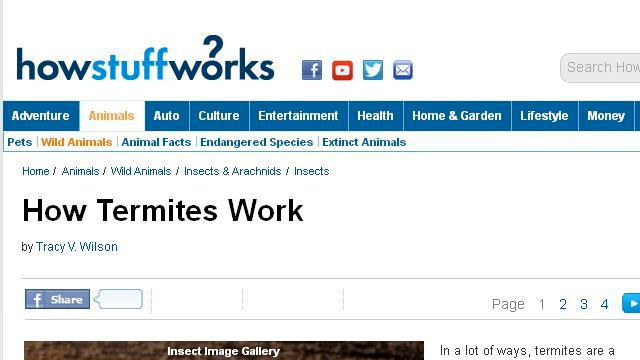 howstuffworks
Search How
Adventure Animals Auto Culture Entertainment Health Home & Garden Lifestyle Money
Pets Wild Animals Animal Facts Endangered Species Extinct Animals
Home / Animals / Wild Animals / Insects & Arachnids / Insects
How Termites Work
by Tracy V. Wilson
f Share
Page 1 2 3 4
Insect Image Gallery
In a lot of ways, termites are a